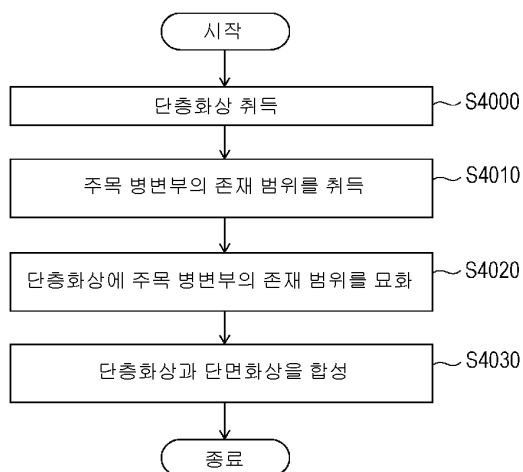 시작
단층화상 취득
S4000
주목 병변부의 존재 범위를 취득
S4010
단층화상에 주목 병변부의 존재 범위를 묘화
S4020
단층화상과 단면화상을 합성
S4030
종료